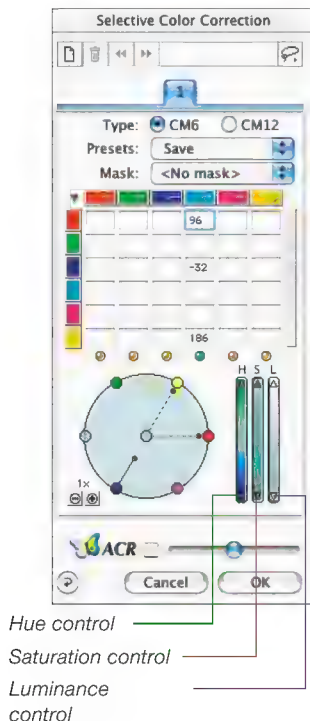 Selective Color Correction
1
Type: CM6 CM12
Presets: Save
Mask: <No mask>
96
-32
186
H S L
1x
ACR
Cancel OK
Hue control
Saturation control
Luminance
control